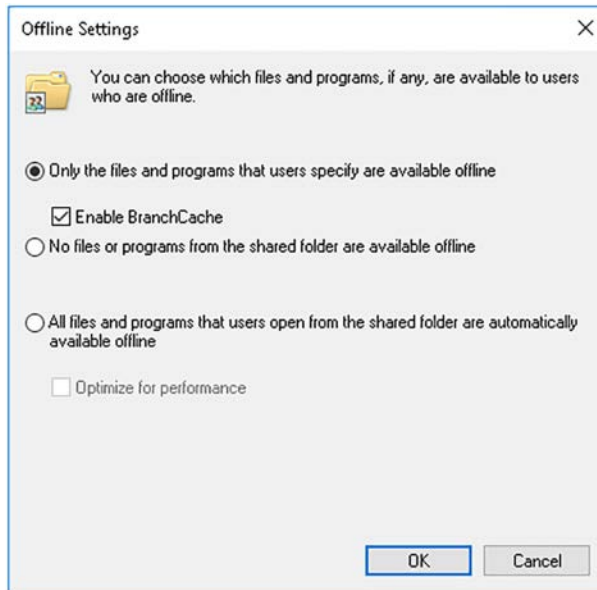 Offline Settings
You can choose which files and programs, if any, are available to users
who are offline.
Only the files and programs that users specify are available offline
Enable BranchCache
No files or programs from the shared folder are available offline
All files and programs that users open from the shared folder are automatically
available offline
Optimize for performance
OK Cancel